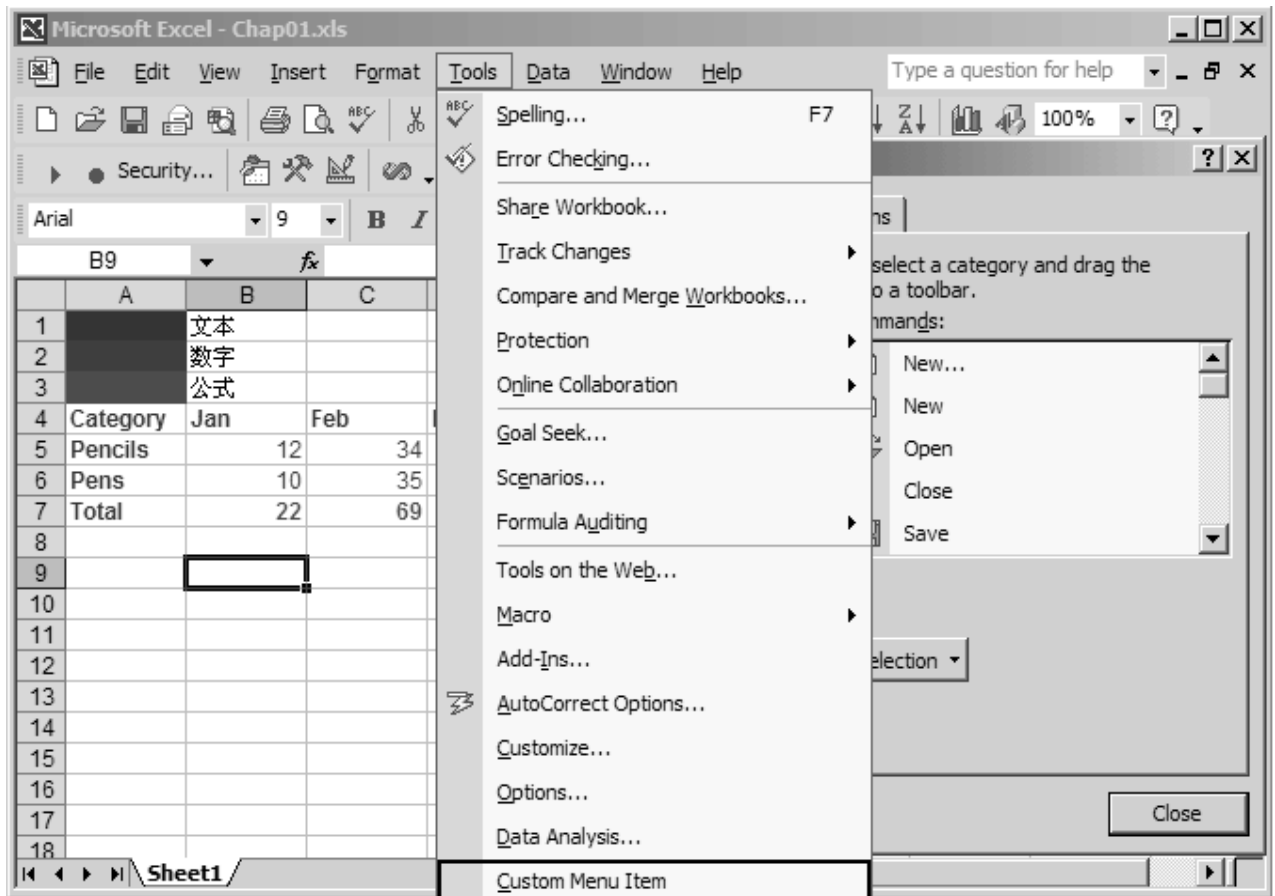 Microsoft Excel - Chap01.xls
File Edit View Insert Format Tools Data Window Help Type a question for help
100%
Security...
Arial 9 B I
B9 fx
A B C
1 文本
2 数字
3 公式
4 Category Jan Feb
5 Pencils 12 34
6 Pens 10 35
7 Total 22 69
8
9
10
11
12
13
14
15
16
17
18
Sheet1
ABC Spelling... F7
Error Checking...
Share Workbook...
Track Changes
Compare and Merge Workbooks...
Protection
Online Collaboration
Goal Seek...
Scenarios...
Formula Auditing
Tools on the Web...
Macro
Add-Ins...
AutoCorrect Options...
Customize...
Options...
Data Analysis...
Custom Menu Item
ns
select a category and drag the
o a toolbar.
mmands:
New...
New
Open
Close
Save
election
Close